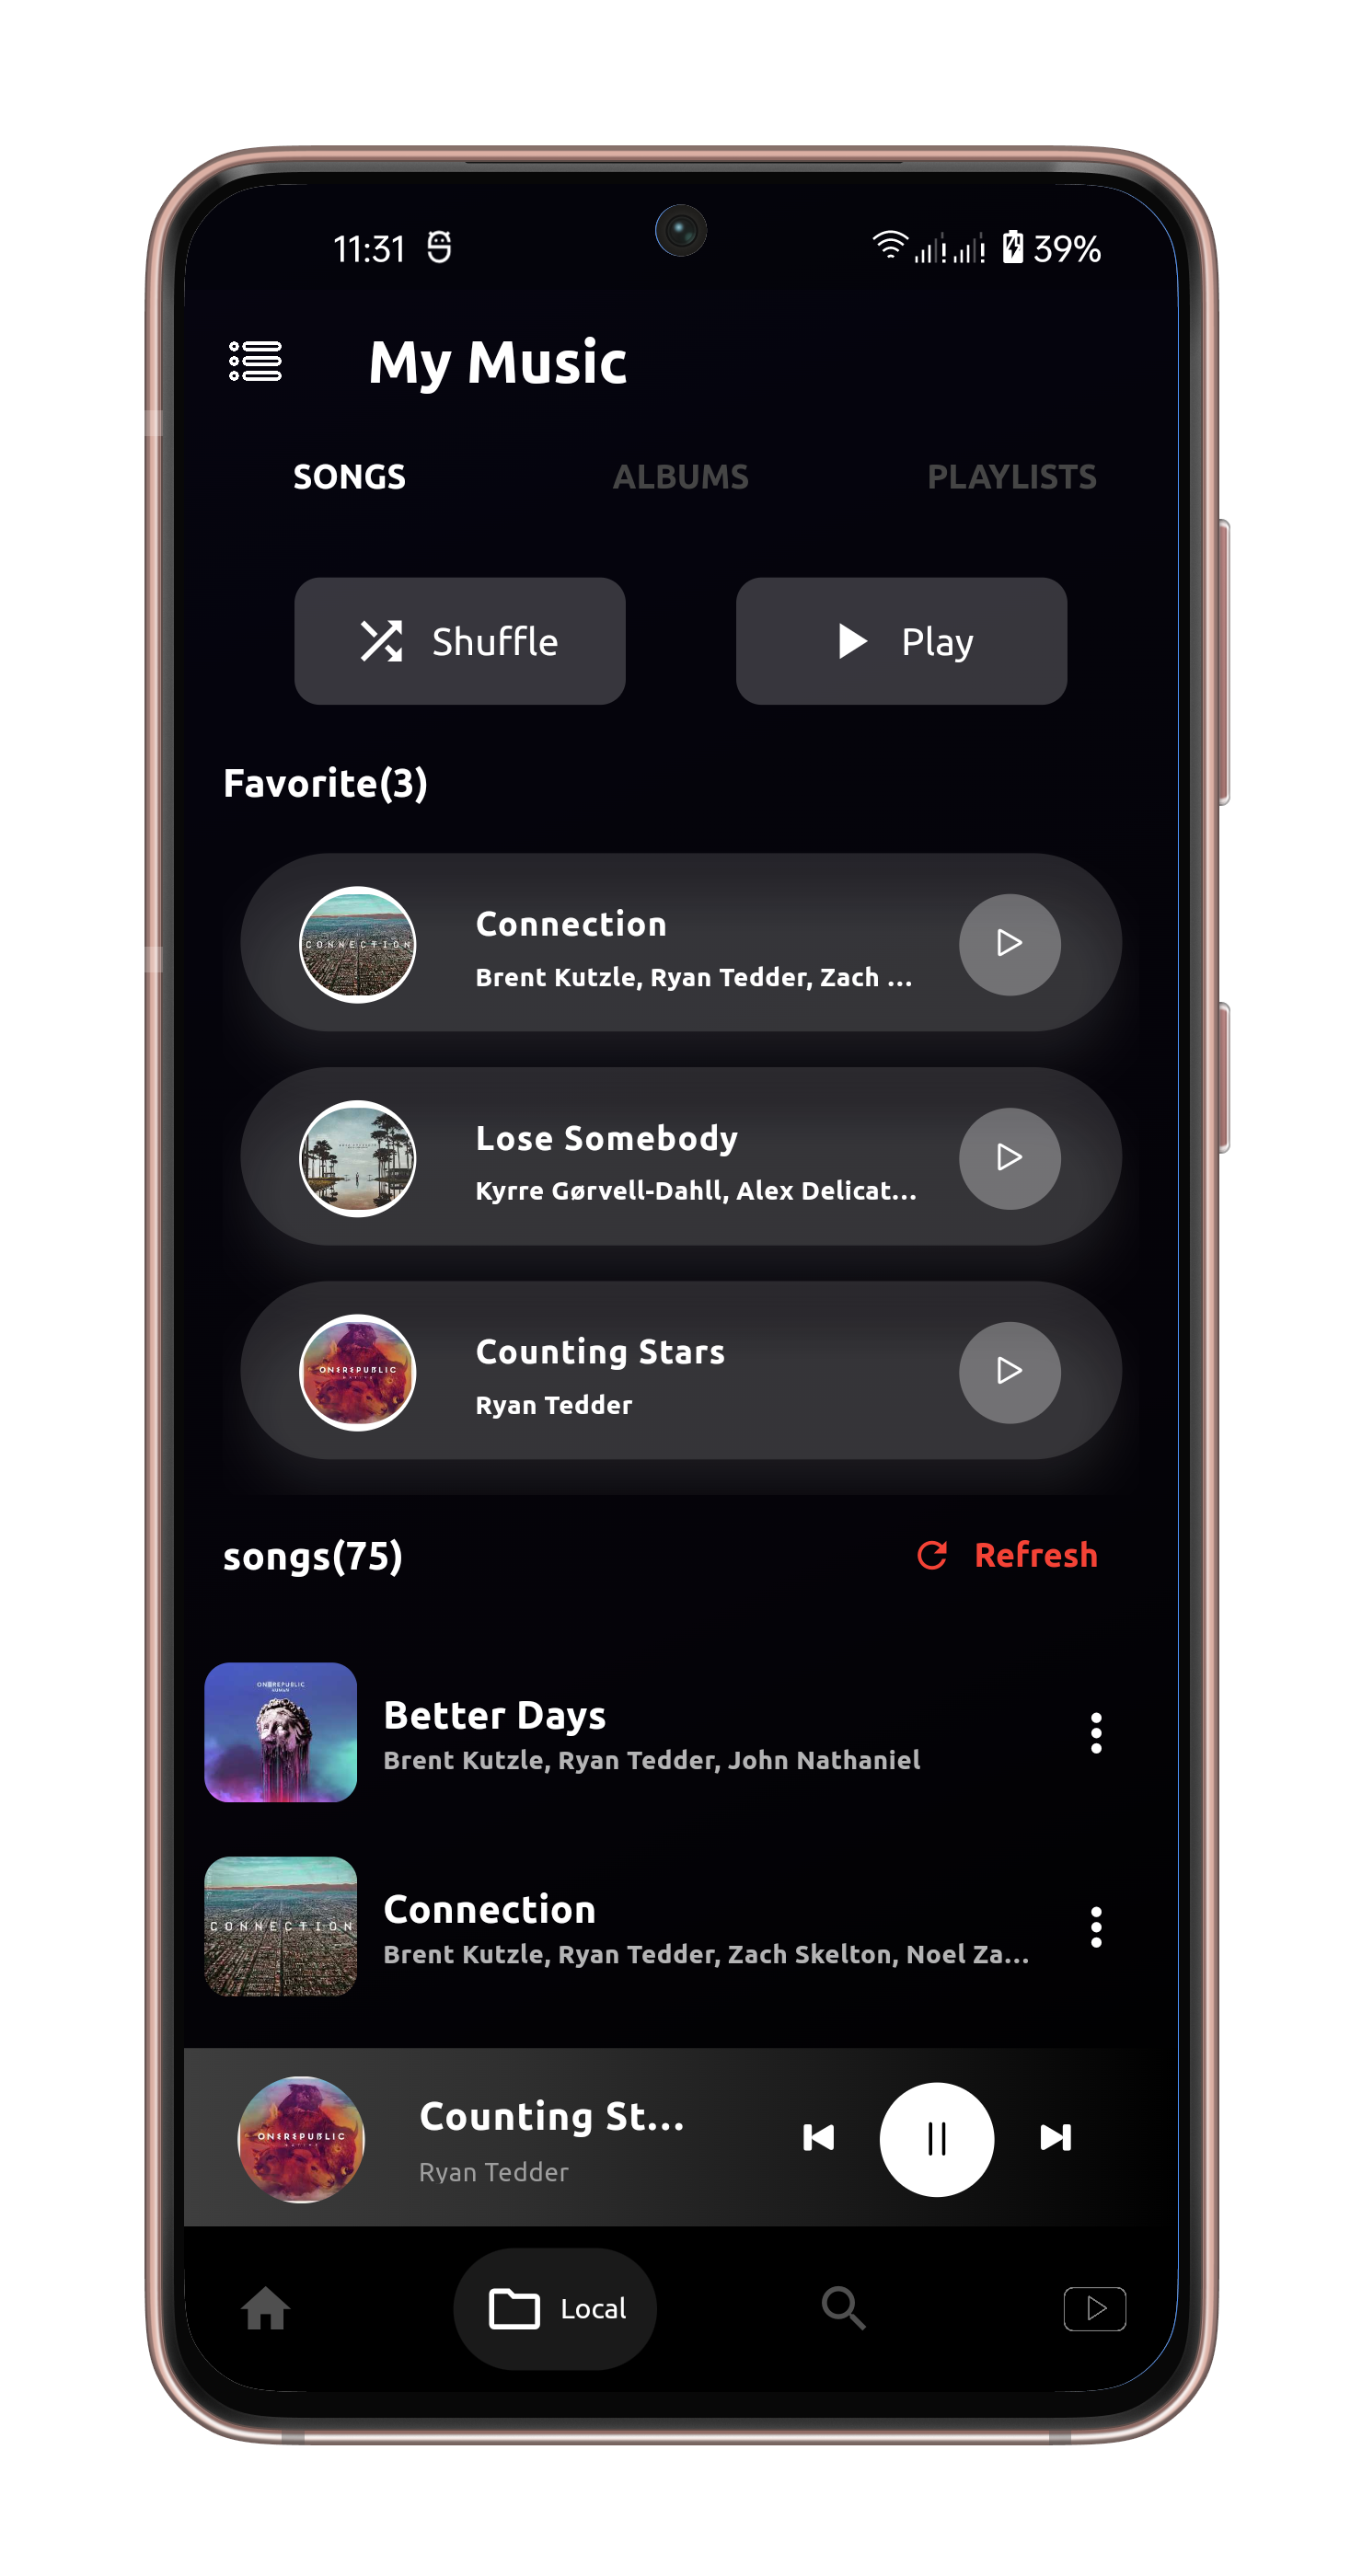 11:31
39%
My Music
SONGS ALBUMS PLAYLISTS
Shuffle Play
Favorite(3)
CONNECTION
Connection
Brent Kutzle, Ryan Tedder, Zach ...
Lose Somebody
Kyrre Gørvell-Dahll, Alex Delicat...
ONEREPUBLIC
NATIVE
Counting Stars
Ryan Tedder
songs(75) Refresh
ONEREPUBLIC
HUMAN
Better Days
Brent Kutzle, Ryan Tedder, John Nathaniel
CONNECTION
Connection
Brent Kutzle, Ryan Tedder, Zach Skelton, Noel Za...
ONEREPUBLIC
NATIVE
Counting St...
Ryan Tedder
Local